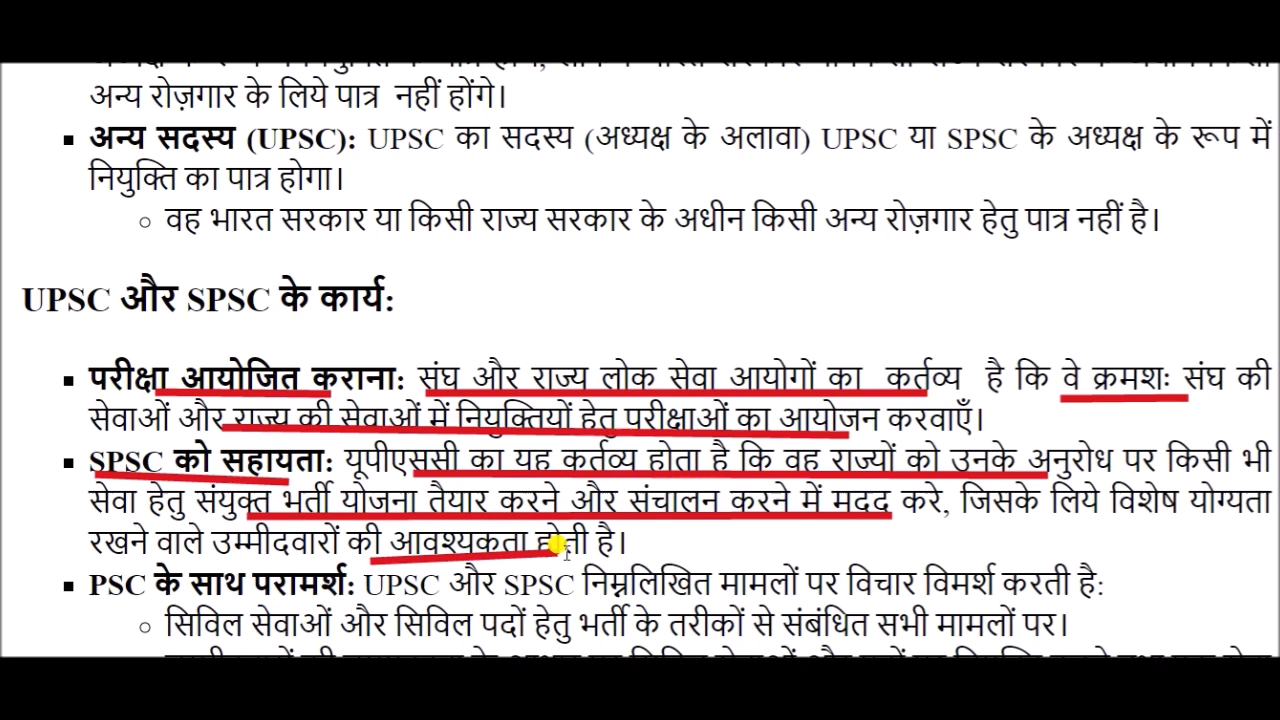 अन्य रोज़गार के लिये पात्र नहीं होंगे।
▪ अन्य सदस्य (UPSC): UPSC का सदस्य (अध्यक्ष के अलावा) UPSC या SPSC के अध्यक्ष के रूप में
नियुक्ति का पात्र होगा।
○ वह भारत सरकार या किसी राज्य सरकार के अधीन किसी अन्य रोज़गार हेतु पात्र नहीं है।
UPSC और SPSC के कार्य:
▪ परीक्षा आयोजित कराना: संघ और राज्य लोक सेवा आयोगों का कर्तव्य है कि वे क्रमशः संघ की
सेवाओं और राज्य की सेवाओं में नियुक्तियों हेतु परीक्षाओं का आयोजन करवाएँ।
▪ SPSC को सहायता: यूपीएससी का यह कर्तव्य होता है कि वह राज्यों को उनके अनुरोध पर किसी भी
सेवा हेतु संयुक्त भर्ती योजना तैयार करने और संचालन करने में मदद करे, जिसके लिये विशेष योग्यता
रखने वाले उम्मीदवारों की आवश्यकता होती है।
▪ PSC के साथ परामर्श: UPSC और SPSC निम्नलिखित मामलों पर विचार विमर्श करती है:
○ सिविल सेवाओं और सिविल पदों हेतु भर्ती के तरीकों से संबंधित सभी मामलों पर।